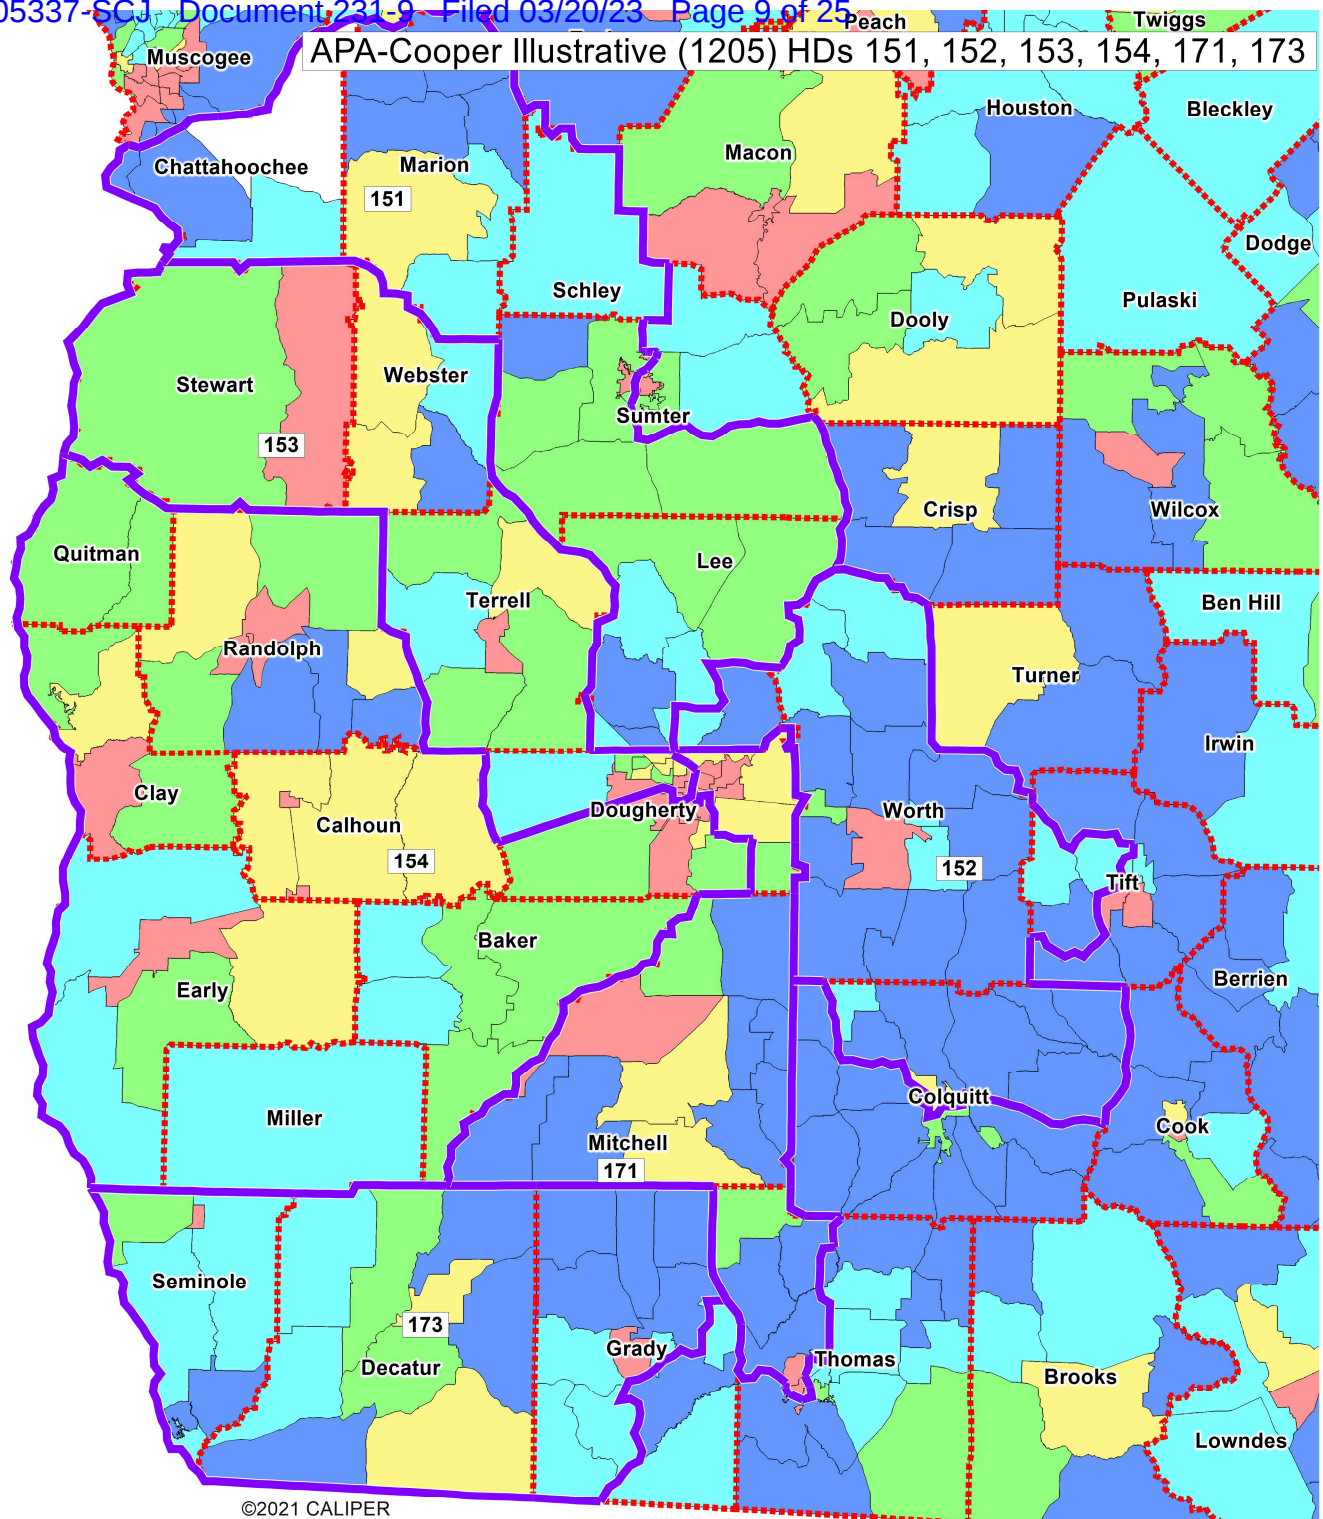 05337-SCJ Document 231-9 Filed 03/20/23 Page 9 of 25
Peach
Twiggs
APA-Cooper Illustrative (1205) HDs 151, 152, 153, 154, 171, 173
Muscogee
Houston
Bleckley
Macon
Chattahoochee
Marion
151
Dodge
Schley
Pulaski
Dooly
Stewart
Webster
Sumter
153
Crisp
Wilcox
Quitman
Lee
Terrell
Ben Hill
Randolph
Turner
Irwin
Clay
Dougherty
Worth
Calhoun
154
152
Tift
Baker
Early
Berrien
Miller
Colquitt
Cook
Mitchell
171
Seminole
173
Grady
Decatur
Thomas
Brooks
Lowndes
©2021 CALIPER